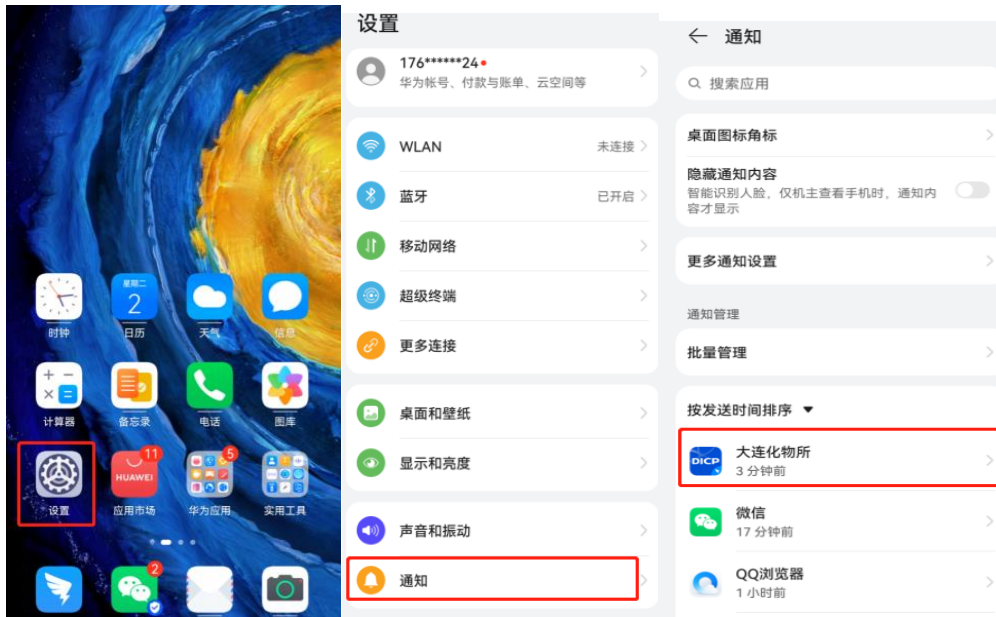 星期二
2
时钟
日历
天气
信息
计算器
备忘录
电话
图库
11
HUAWEI
5
设置
应用市场
华为应用
实用工具
2
设置
176******24
华为帐号、付款与账单、云空间等
WLAN
未连接
蓝牙
已开启
移动网络
超级终端
更多连接
桌面和壁纸
显示和亮度
声音和振动
通知
通知
搜索应用
桌面图标角标
隐藏通知内容
智能识别人脸，仅机主查看手机时，通知内
容才显示
更多通知设置
通知管理
批量管理
按发送时间排序
DICP
大连化物所
3 分钟前
微信
17 分钟前
QQ浏览器
1 小时前